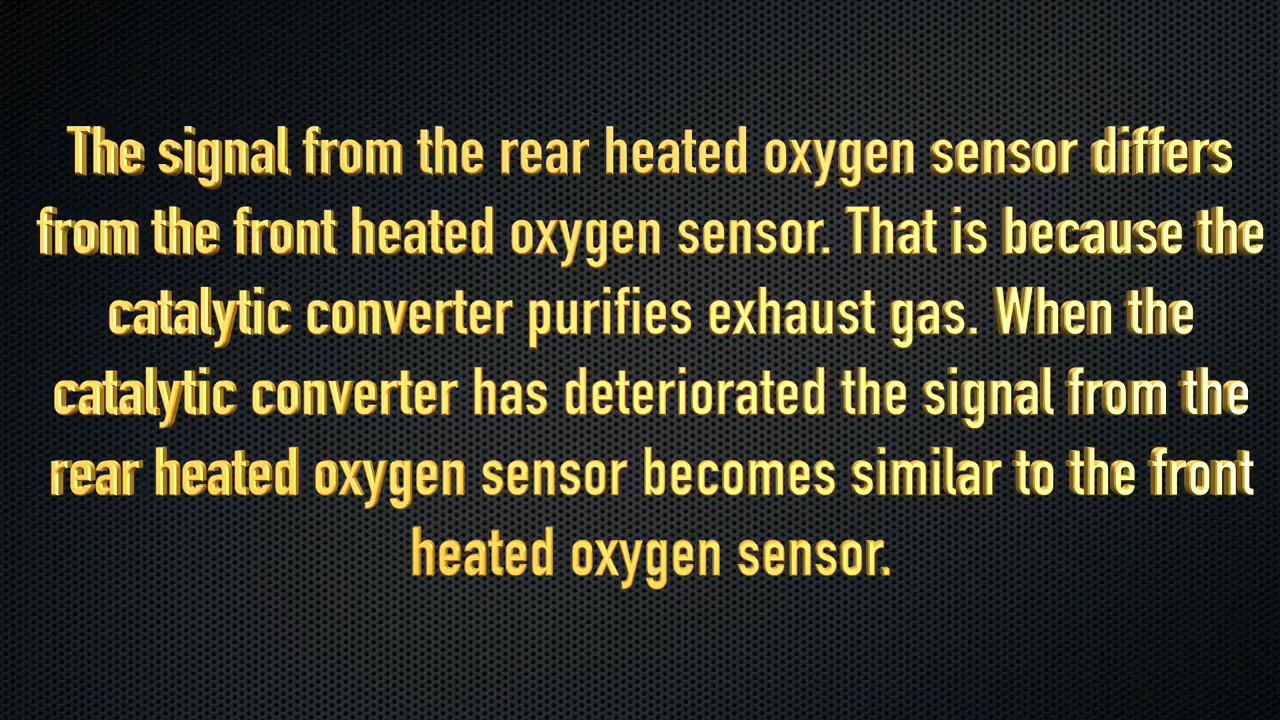 The signal from the rear heated oxygen sensor differs
from the front heated oxygen sensor. That is because the
catalytic converter purifies exhaust gas. When the
catalytic converter has deteriorated the signal from the
rear heated oxygen sensor becomes similar to the front
heated oxygen sensor.